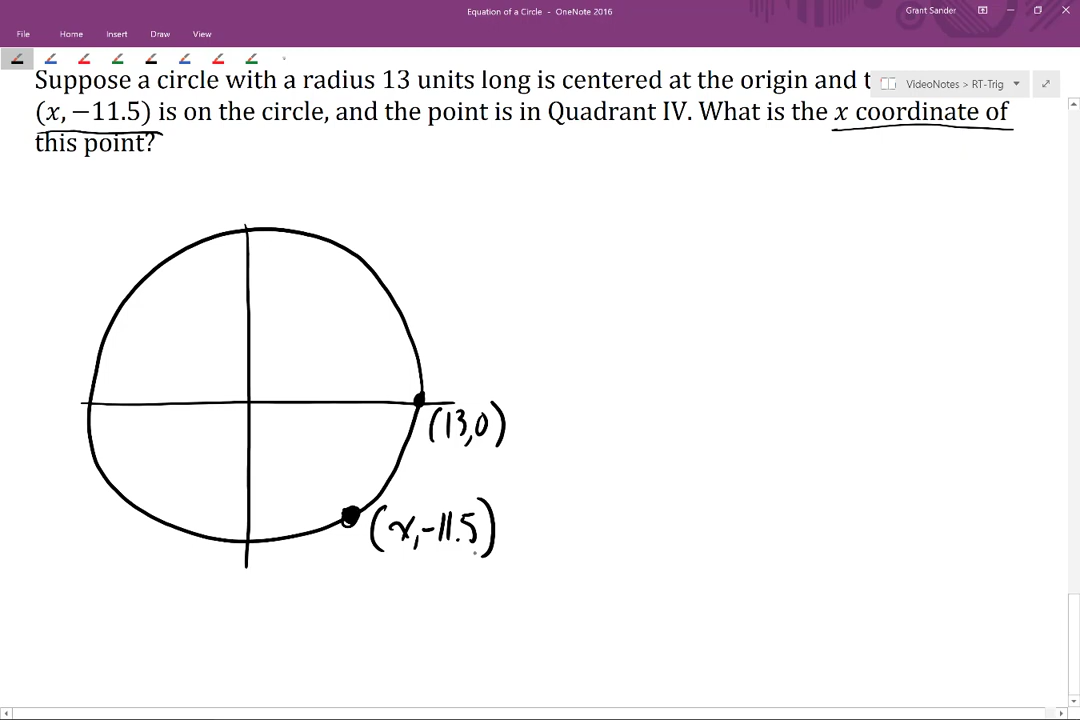 Equation of a Circle - OneNote 2016
Grant Sander
File Home Insert Draw View
Suppose a circle with a radius 13 units long is centered at the origin and t
VideoNotes > RT-Trig
(x, −11.5) is on the circle, and the point is in Quadrant IV. What is the x coordinate of
this point?
(13,0)
(x,-11.5)